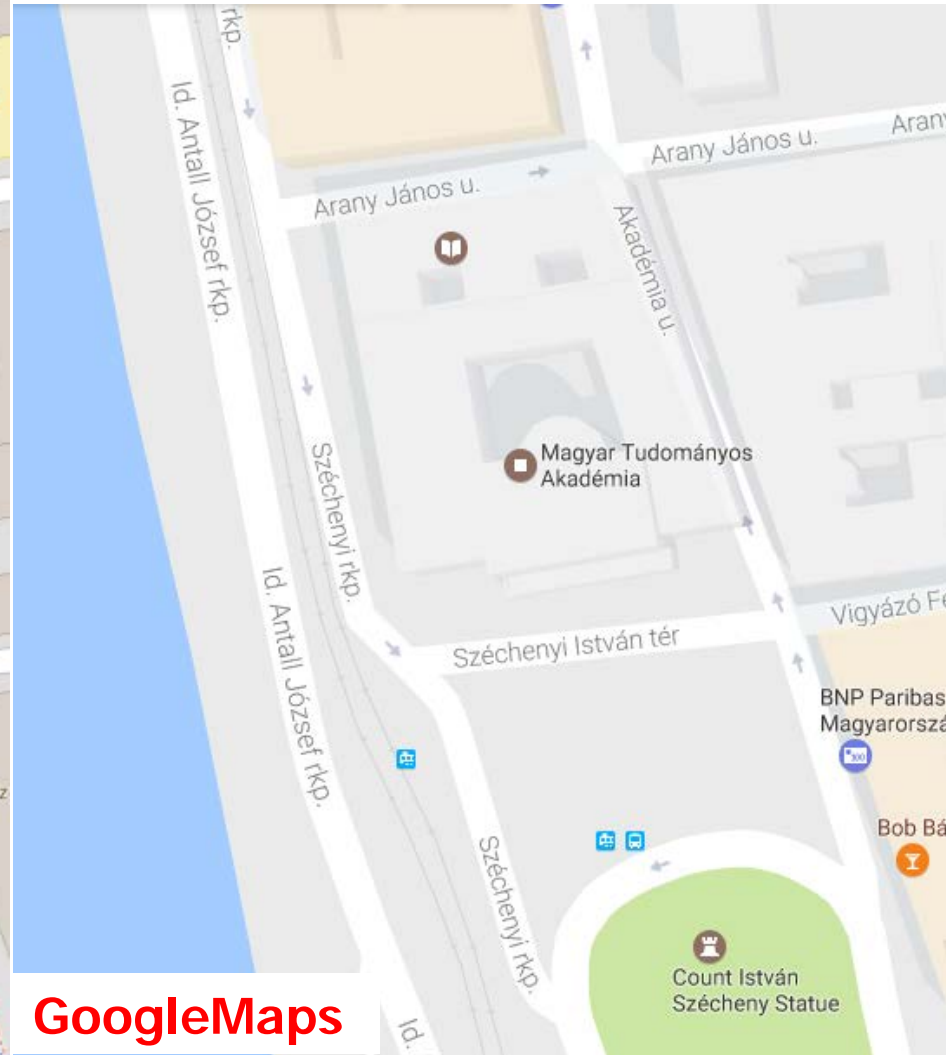 rkp.
Id. Antall József rkp.
Arany János u.
Arany János u.
Akadémia u.
Széchenyi rkp.
Magyar Tudományos
Akadémia
Id. Antall József rkp.
Széchenyi István tér
Vigyázó Fe
BNP Paribas
Magyarorszá
Bob Bá
Széchenyi rkp.
Count István
Szécheny Statue
Id.
GoogleMaps